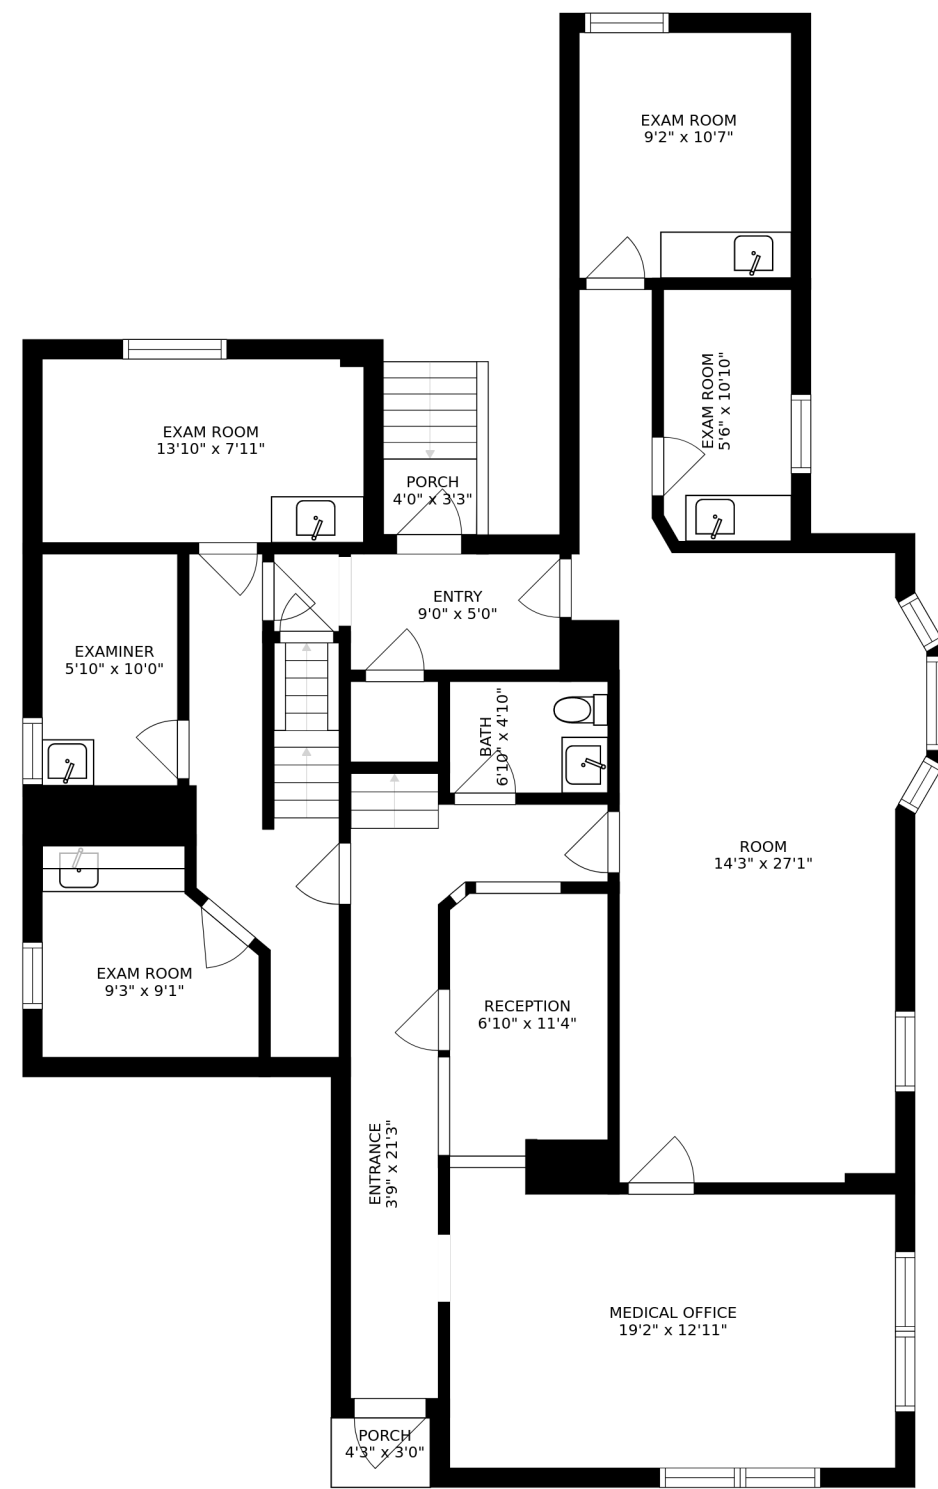 EXAM ROOM
9'2" x 10'7"
EXAM ROOM
5'6" x 10'10"
EXAM ROOM
13'10" x 7'11"
PORCH
4'0" x 3'3"
ENTRY
9'0" x 5'0"
EXAMINER
5'10" x 10'0"
BATH
6'10" x 4'10"
ROOM
14'3" x 27'1"
EXAM ROOM
9'3" x 9'1"
RECEPTION
6'10" x 11'4"
ENTRANCE
3'9" x 21'3"
MEDICAL OFFICE
19'2" x 12'11"
PORCH
4'3" x 3'0"